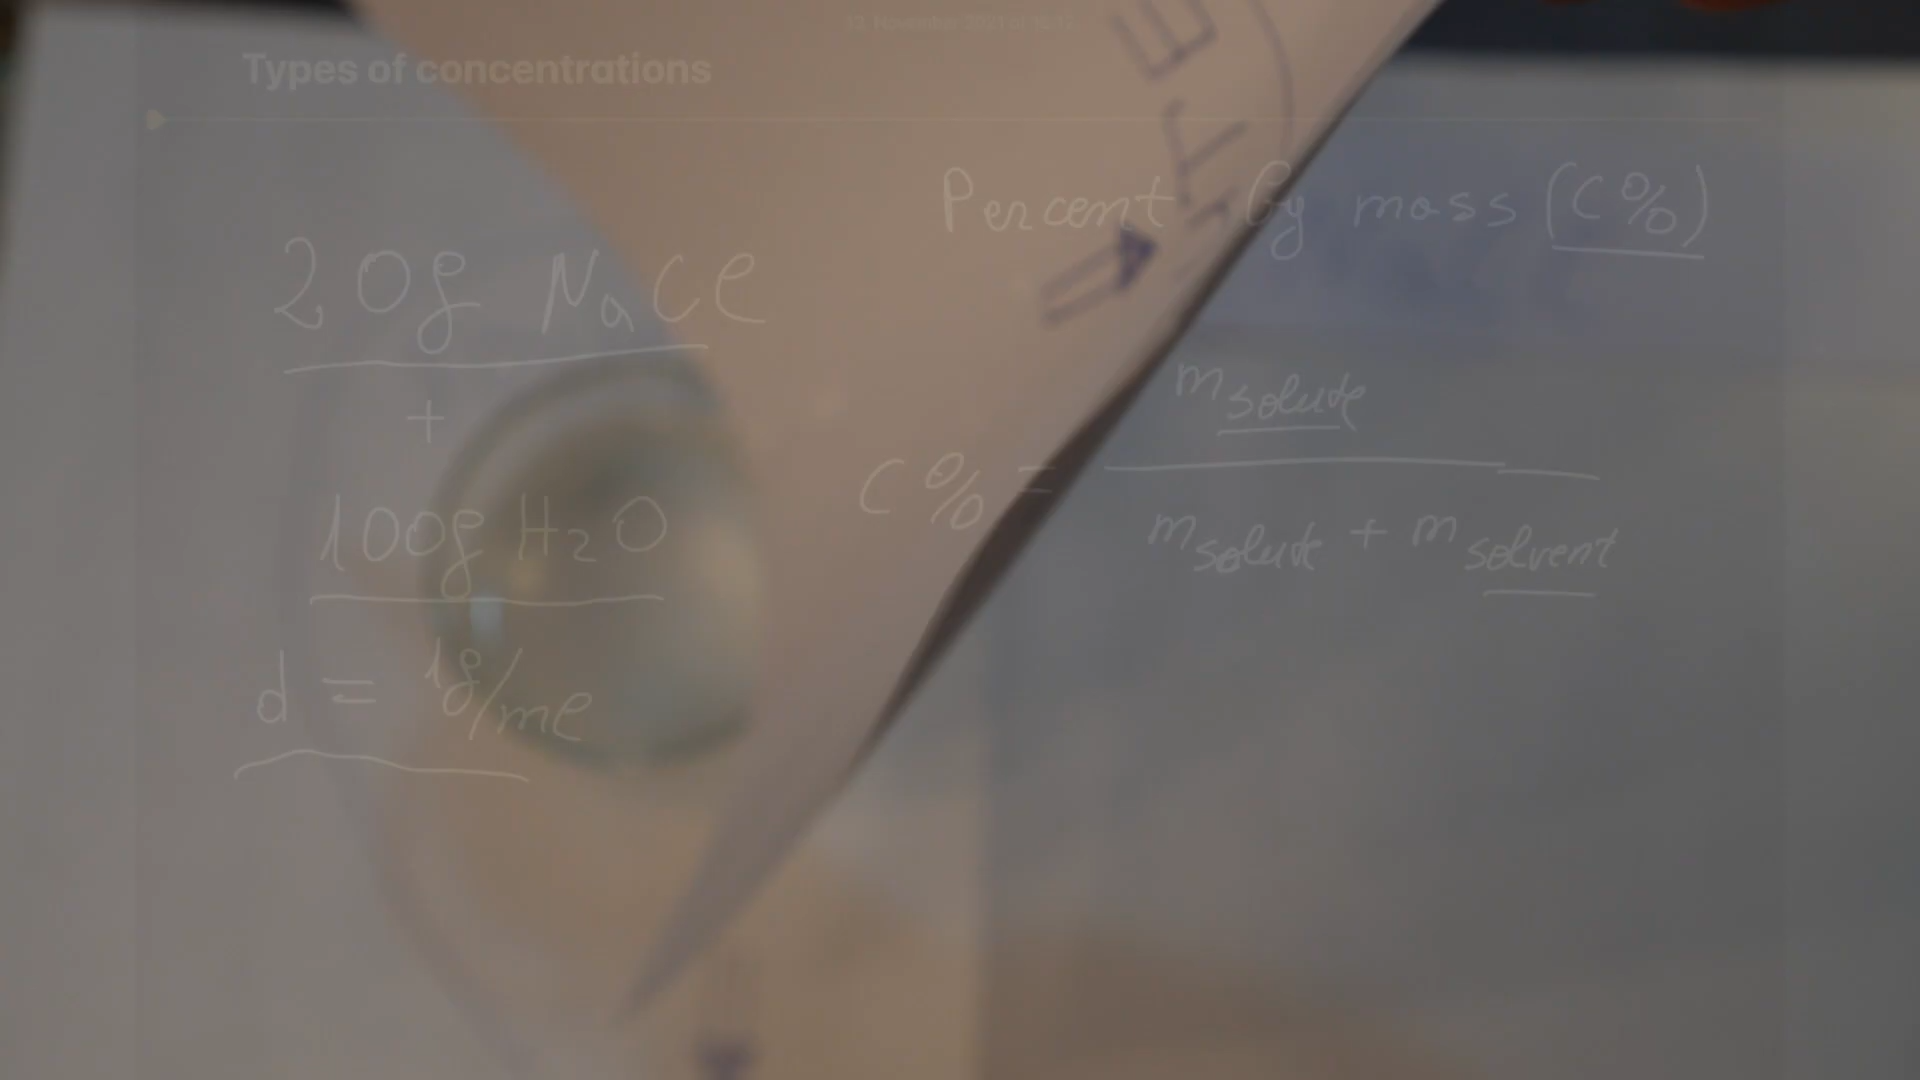 Types of concentrations
20g NaCl
+
100g H2O
d = 1g/ml
Percent by mass (C%)
C% = m solute / m solute + m solvent